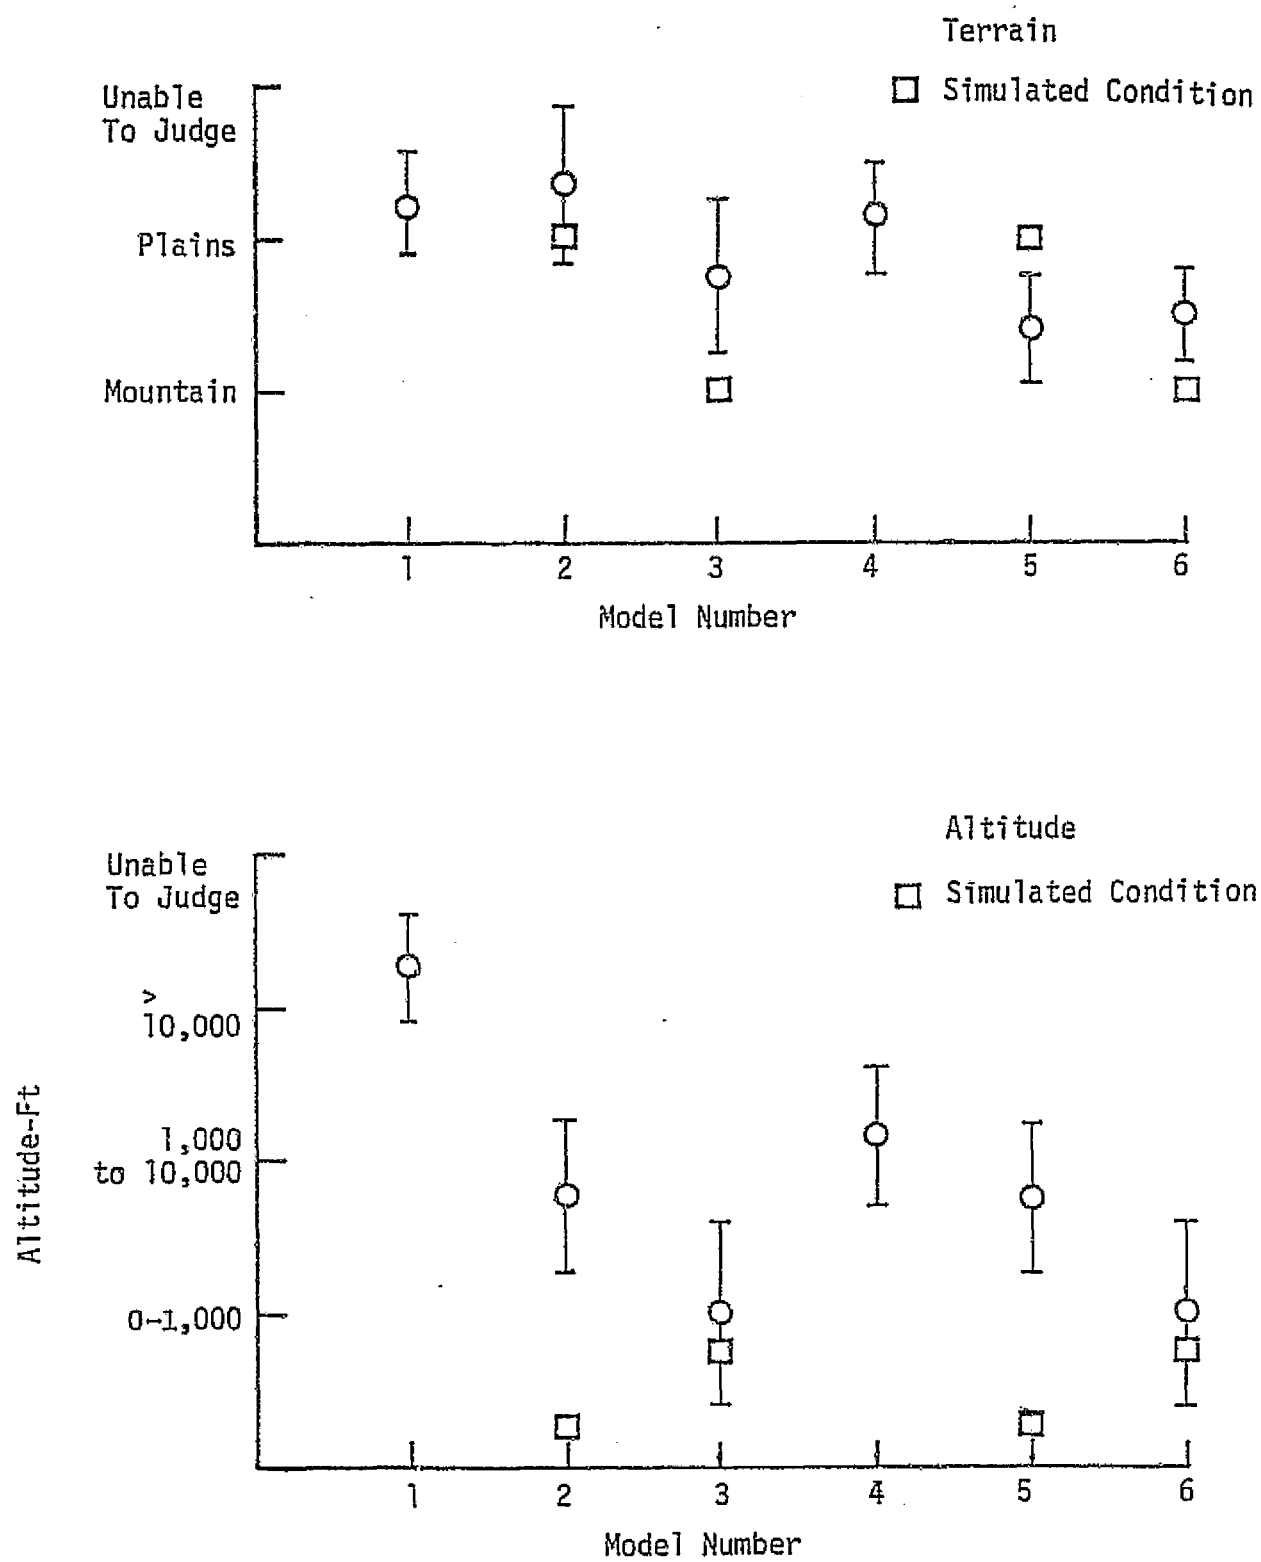 Terrain
Simulated Condition
Unable
To Judge
Plains
Mountain
1 2 3 4 5 6
Model Number
Altitude
Simulated Condition
Unable
To Judge
>
10,000
1,000
to 10,000
0-1,000
Altitude-Ft
1 2 3 4 5 6
Model Number